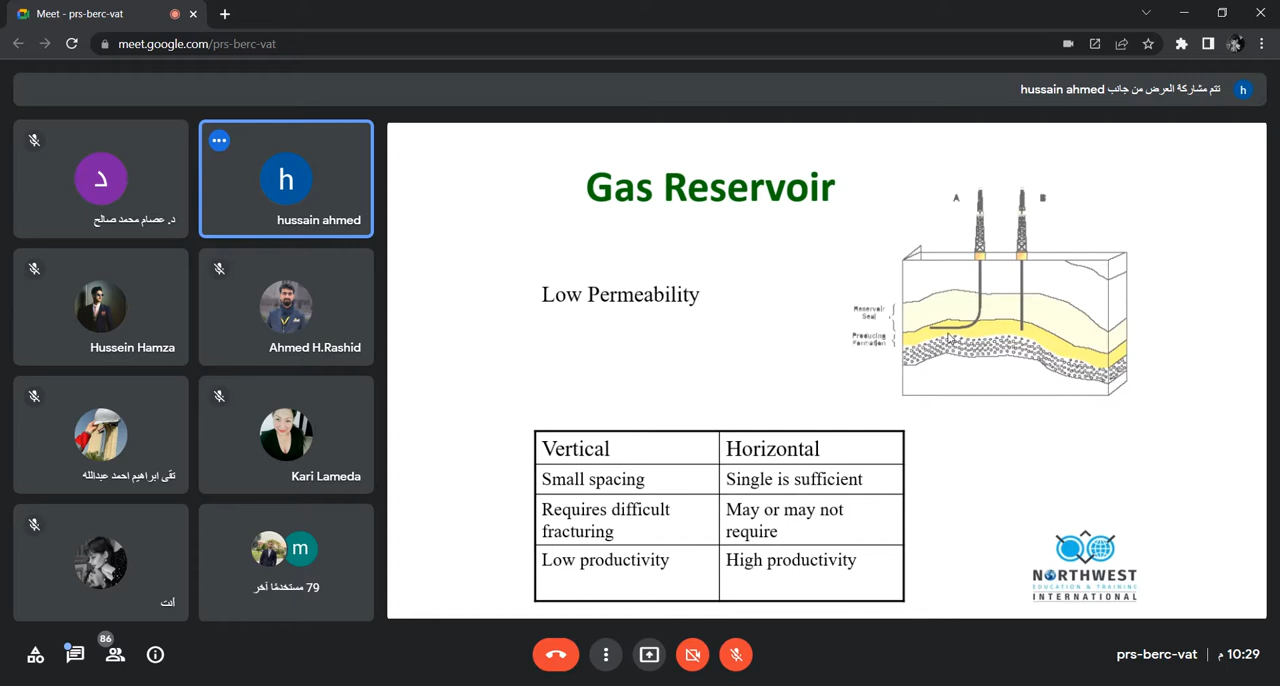 Meet - prs-berc-vat
meet.google.com/prs-berc-vat
تتم مشاركة العرض من جانب hussain ahmed
h
د
د. عصام محمد صالح
h
hussain ahmed
Hussein Hamza
Ahmed H.Rashid
تقى ابراهيم احمد عبدالله
Kari Lameda
أنت
m
79 مستخدمًا آخر
Gas Reservoir
Low Permeability
A
B
Reservoir
Seal
Producing
Formation
Vertical
Horizontal
Small spacing
Single is sufficient
Requires difficult
fracturing
May or may not
require
Low productivity
High productivity
NORTHWEST
EDUCATION & TRAINING
INTERNATIONAL
86
prs-berc-vat
10:29 م